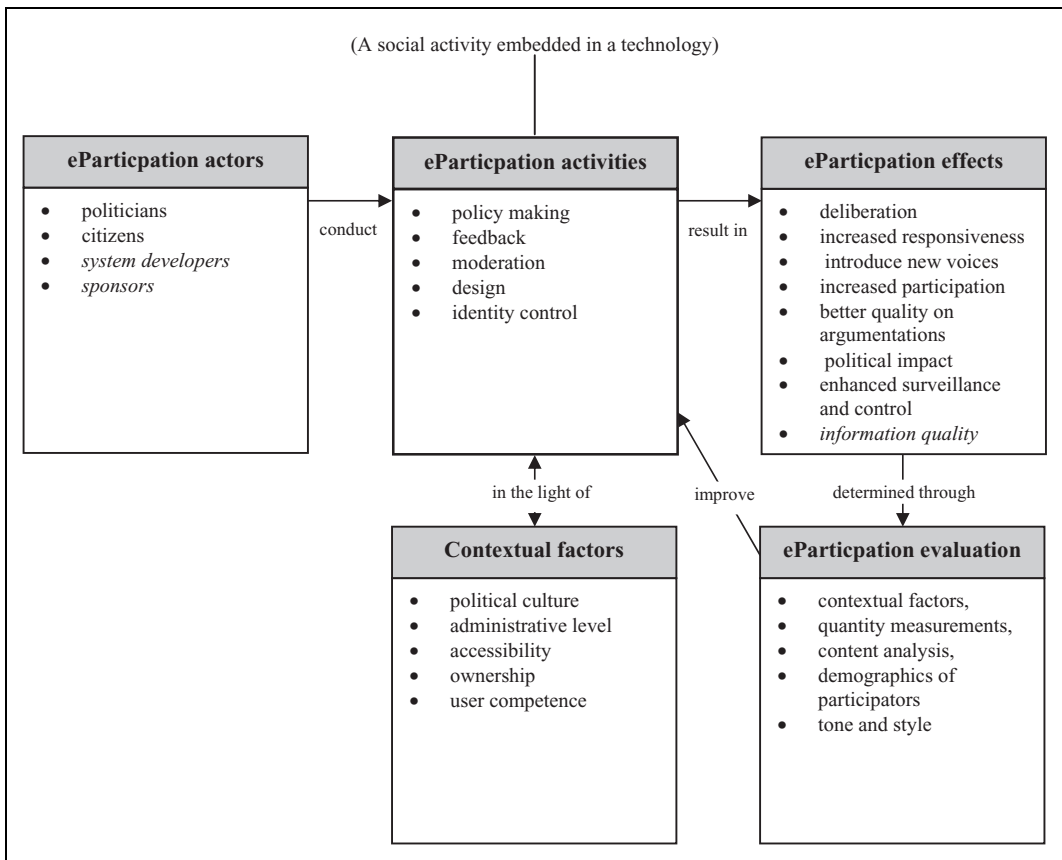 (A social activity embedded in a technology)
eParticpation actors
• politicians
• citizens
• system developers
• sponsors
conduct
eParticpation activities
• policy making
• feedback
• moderation
• design
• identity control
result in
eParticpation effects
• deliberation
• increased responsiveness
• introduce new voices
• increased participation
• better quality on
argumentations
• political impact
• enhanced surveillance
and control
• information quality
in the light of
improve
determined through
Contextual factors
• political culture
• administrative level
• accessibility
• ownership
• user competence
eParticpation evaluation
• contextual factors,
• quantity measurements,
• content analysis,
• demographics of
participators
• tone and style